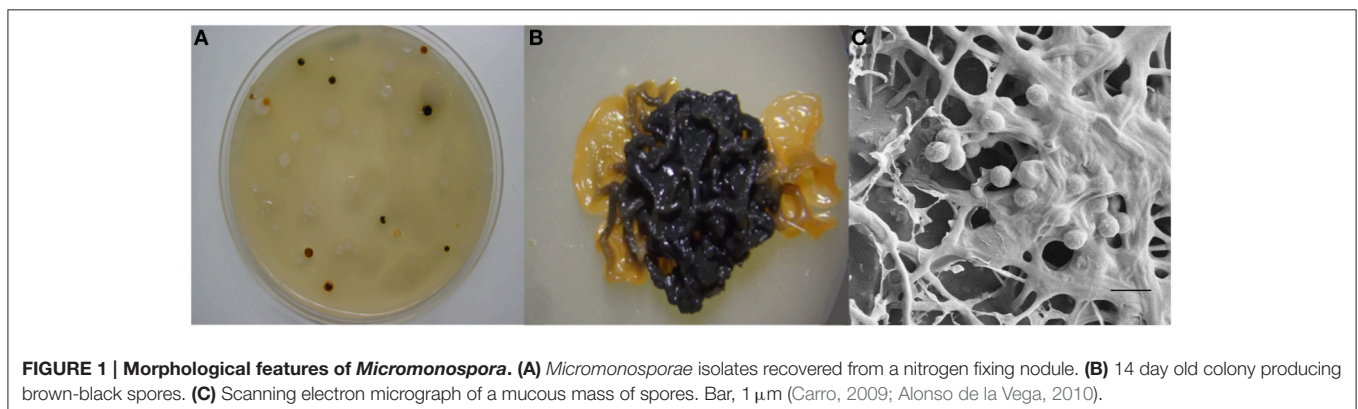 A
B
C
FIGURE 1 | Morphological features of Micromonospora. (A) Micromonosporae isolates recovered from a nitrogen fixing nodule. (B) 14 day old colony producing
brown-black spores. (C) Scanning electron micrograph of a mucous mass of spores. Bar, 1 μm (Carro, 2009; Alonso de la Vega, 2010).